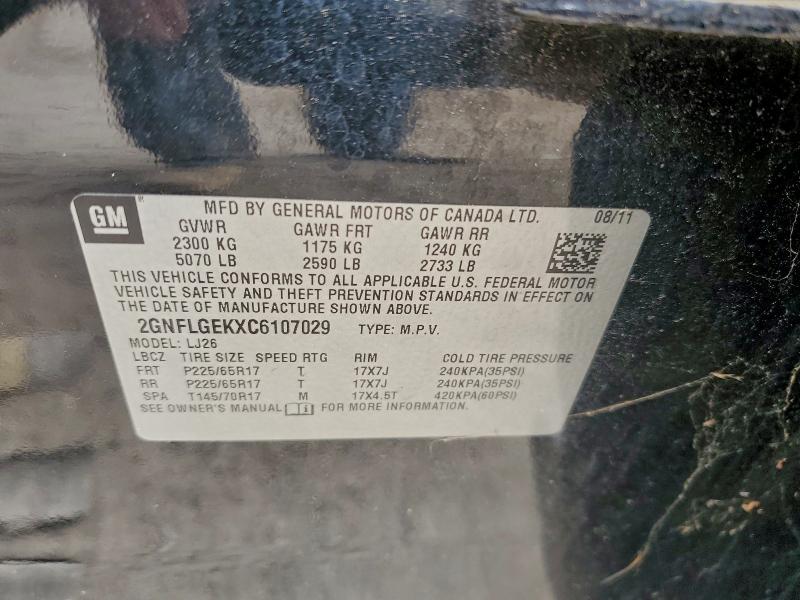 GM
MFD BY GENERAL MOTORS OF CANADA LTD. 08/11
GVWR GAWR FRT GAWR RR
2300 KG 1175 KG 1240 KG
5070 LB 2590 LB 2733 LB
THIS VEHICLE CONFORMS TO ALL APPLICABLE U.S. FEDERAL MOTOR
VEHICLE SAFETY AND THEFT PREVENTION STANDARDS IN EFFECT ON
THE DATE OF MANUFACTURE SHOWN ABOVE.
2GNFLGEKXC6107029 TYPE: M.P.V.
MODEL: LJ26
LBCZ TIRE SIZE SPEED RTG RIM COLD TIRE PRESSURE
FRT P225/65R17 T 17X7J 240KPA(35PSI)
RR P225/65R17 T 17X7J 240KPA(35PSI)
SPA T145/70R17 M 17X4.5T 420KPA(60PSI)
SEE OWNER'S MANUAL FOR MORE INFORMATION.